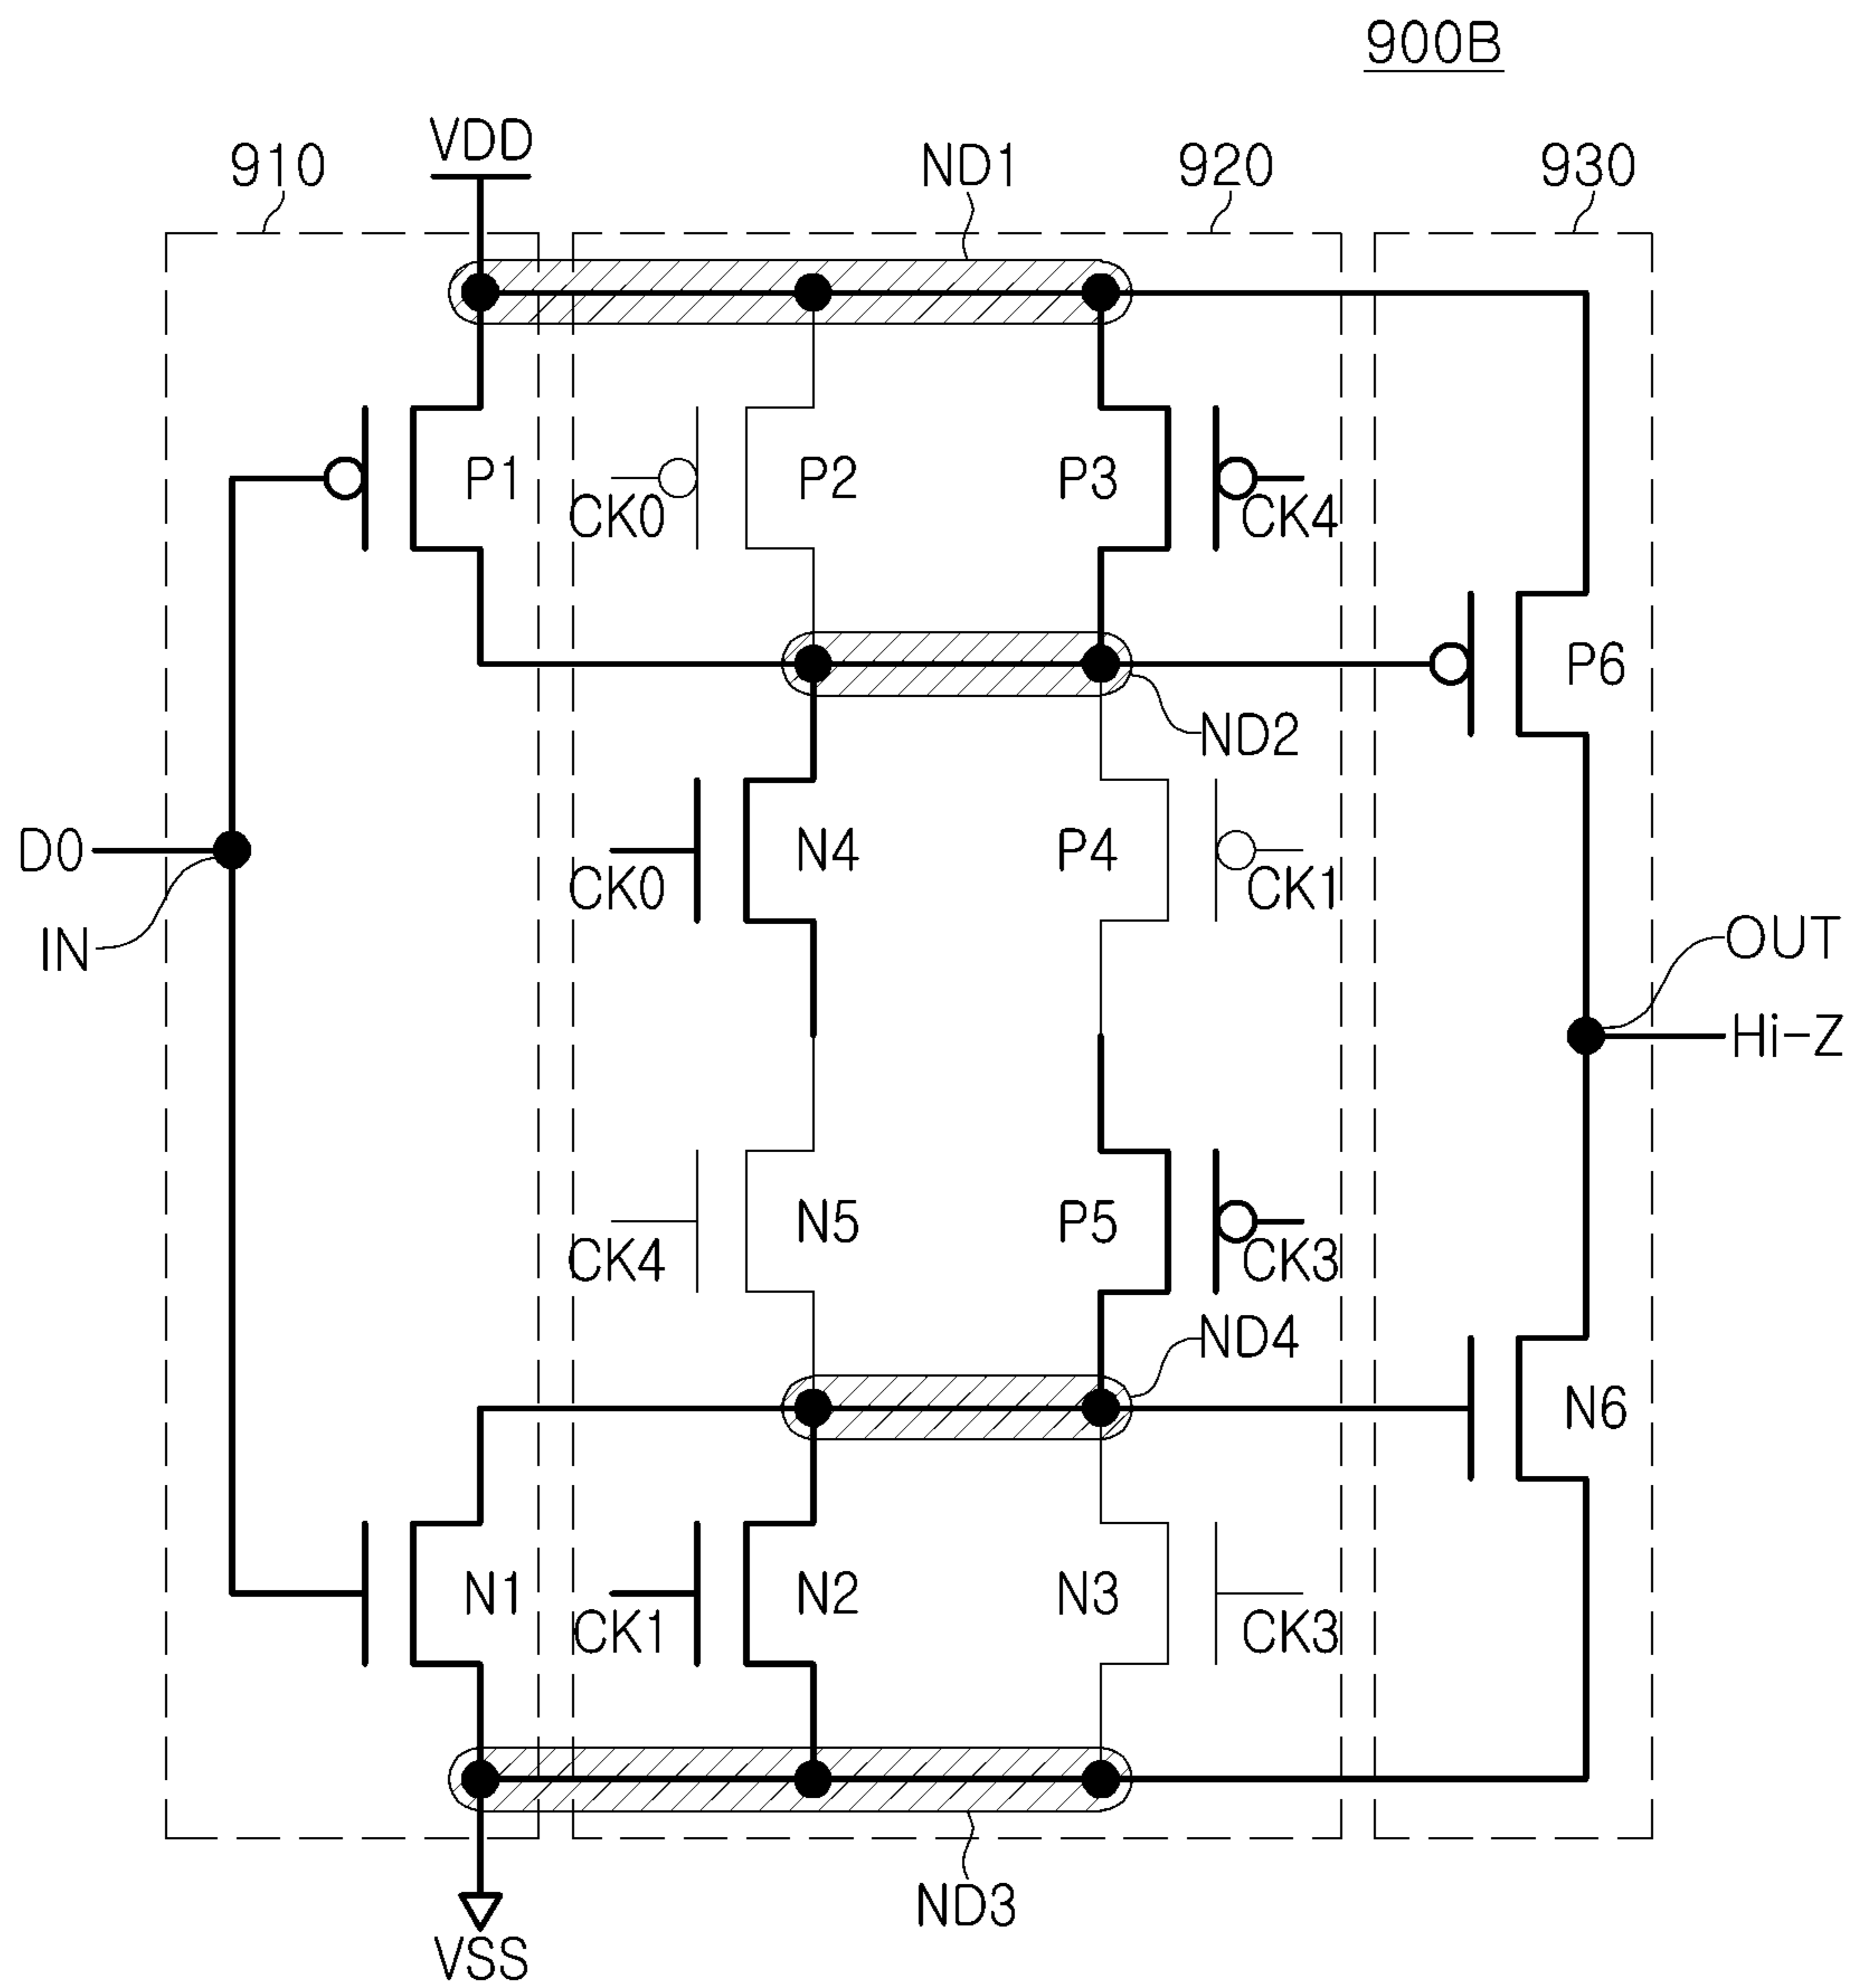 900B
VDD
910
ND1
920
930
P1
P2
P3
CK0
CK4
P6
ND2
D0
N4
P4
CK0
CK1
IN
OUT
Hi-Z
N5
P5
CK4
CK3
ND4
N6
N1
N2
N3
CK1
CK3
ND3
VSS